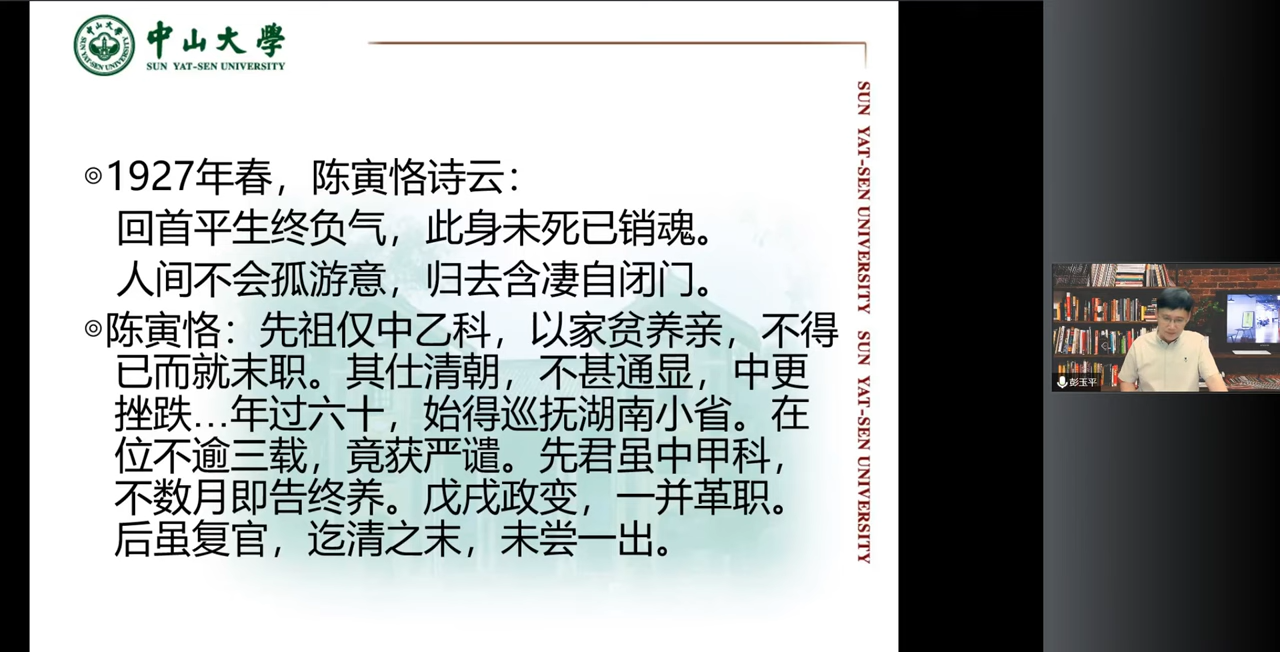 中山大學
SUN YAT-SEN UNIVERSITY
◎1927年春，陈寅恪诗云：
回首平生终负气，此身未死已销魂。
人间不会孤游意，归去含凄自闭门。
◎陈寅恪：先祖仅中乙科，以家贫养亲，不得
已而就末职。其仕清朝，不甚通显，中更
挫跌…年过六十，始得巡抚湖南小省。在
位不逾三载，竟获严谴。先君虽中甲科，
不数月即告终养。戊戌政变，一并革职。
后虽复官，迄清之末，未尝一出。
SUN YAT-SEN UNIVERSITY SUN YAT-SEN UNIVERSITY
彭玉平